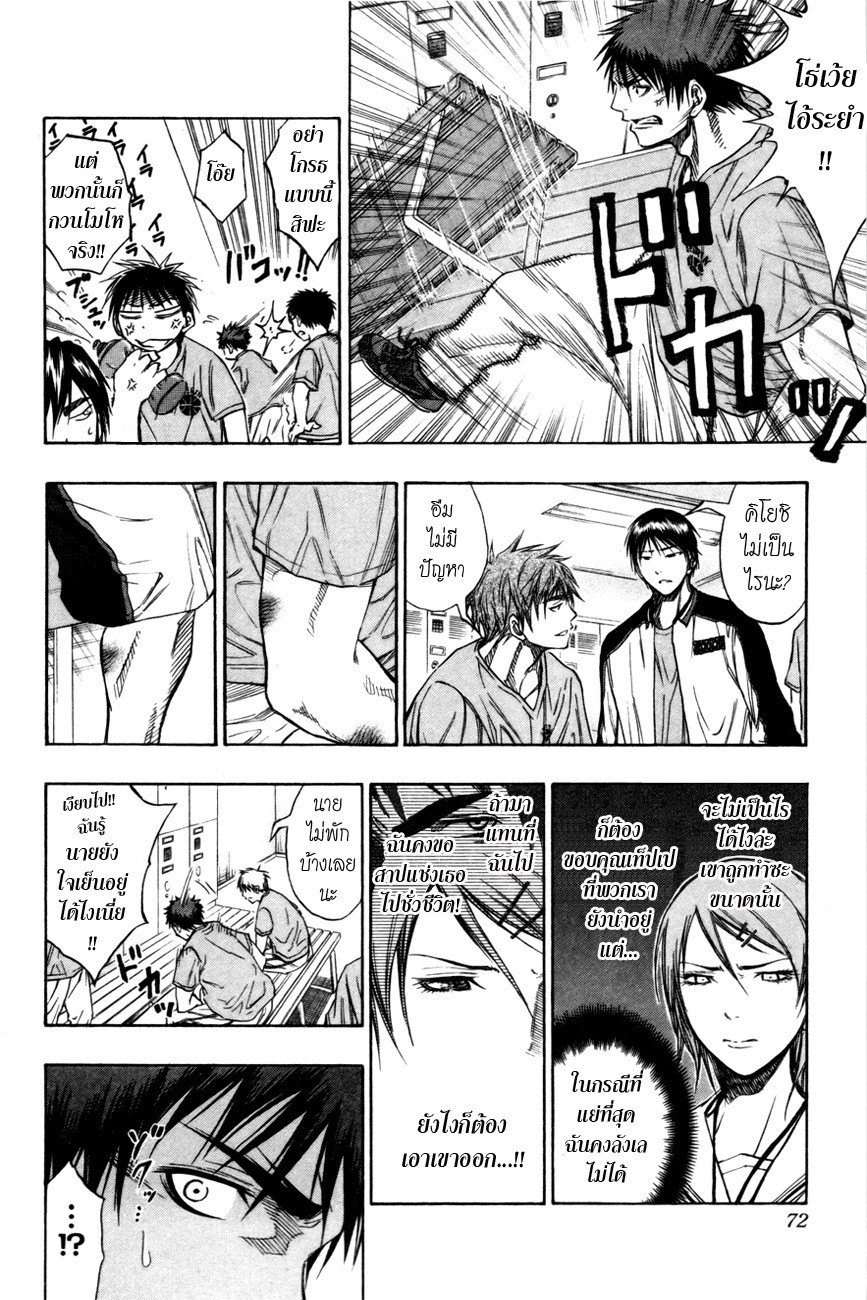 โธ่เว้ย
ไอ้ระยำ
!!
ドカッ!!
อย่า
โกรธ
แบบนี้
สิฟะ
โอ๊ย
แต่
พวกนั้นก็
กวนโมโห
จริง!!
イラ
イラ
イラ
イラ
バコッ!!
คิโยชิ
ไม่เป็น
ไรนะ?
อืม
ไม่มี
ปัญหา
จะไม่เป็นไร
ได้ไงล่ะ
เขาถูกทำซะ
ขนาดนั้น
ก็ต้อง
ขอบคุณเท็ปเป
ที่พวกเรา
ยังนำอยู่
แต่...
ในกรณีที่
แย่ที่สุด
ฉันคงลังเล
ไม่ได้
ถ้ามา
แทนที่
ฉันไป
ฉันคงขอ
สาปแช่งเธอ
ไปชั่วชีวิต!
ยังไงก็ต้อง
เอาเขาออก...!!
นาย
ไม่พัก
บ้างเลย
นะ
เงียบไป!!
ฉันรู้
นายยัง
ใจเย็นอยู่
ได้ไงเนี่ย
!!
ドカッ
...
!?
72